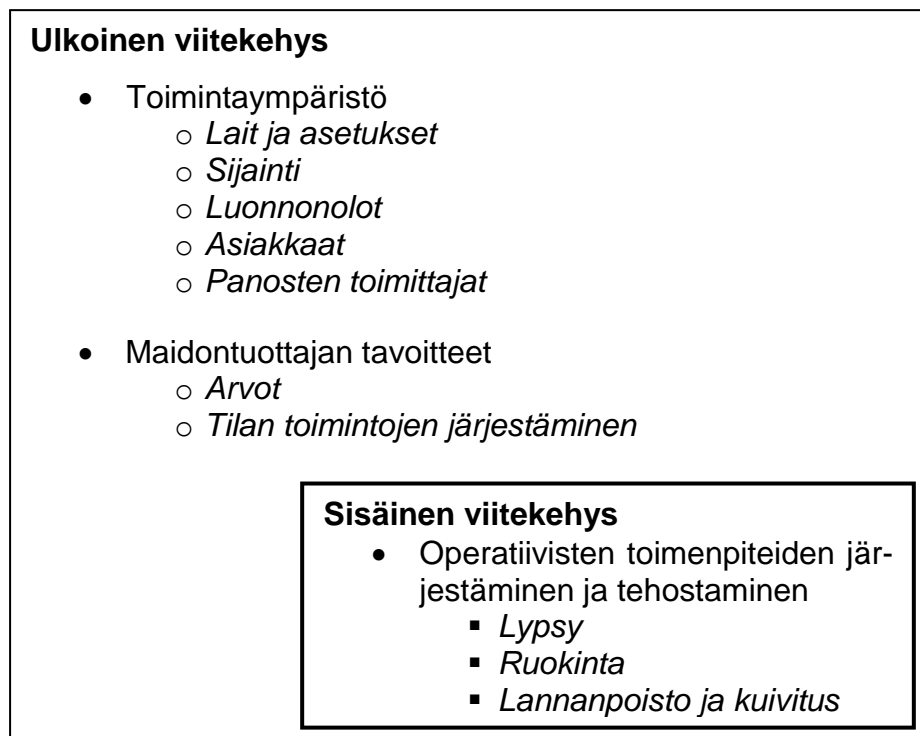 Ulkoinen viitekehys
• Toimintaympäristö
o Lait ja asetukset
o Sijainti
o Luonnonolot
o Asiakkaat
o Panosten toimittajat
• Maidontuottajan tavoitteet
o Arvot
o Tilan toimintojen järjestäminen
Sisäinen viitekehys
• Operatiivisten toimenpiteiden jär-
jestäminen ja tehostaminen
▪ Lypsy
▪ Ruokinta
▪ Lannanpoisto ja kuivitus